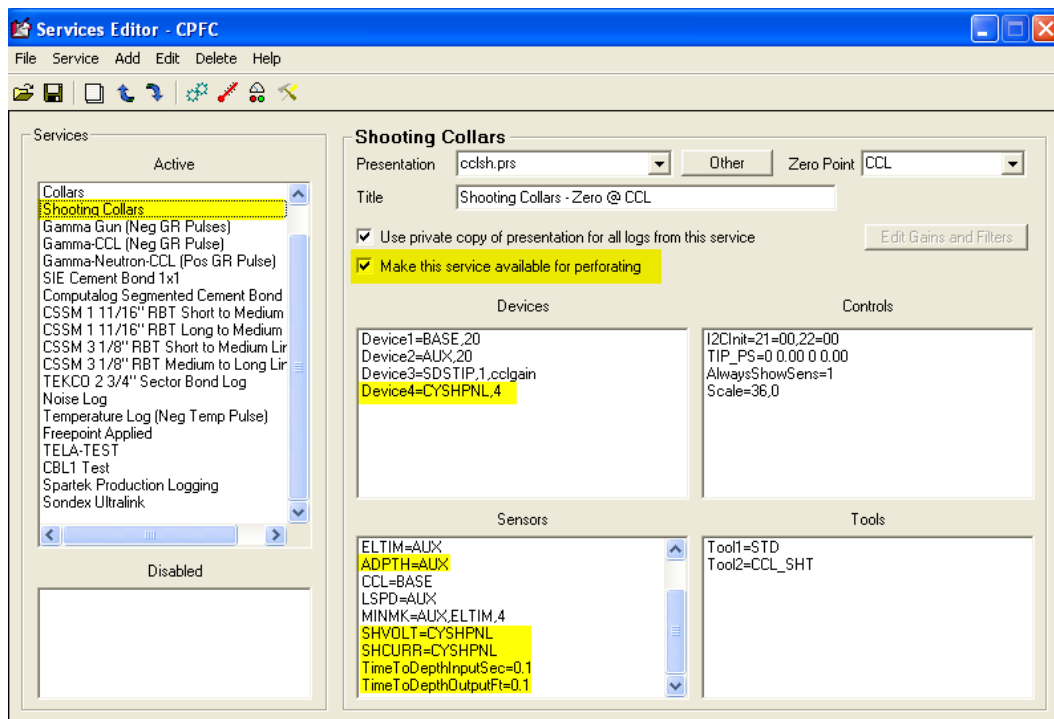 Services Editor - CPFC
File Service Add Edit Delete Help
Services
Active
Collars
Shooting Collars
Gamma Gun (Neg GR Pulses)
Gamma-CCL (Neg GR Pulse)
Gamma-Neutron-CCL (Pos GR Pulse)
SIE Cement Bond 1x1
Computalog Segmented Cement Bond
CSSM 1 11/16" RBT Short to Medium
CSSM 1 11/16" RBT Long to Medium
CSSM 3 1/8" RBT Short to Medium Lir
CSSM 3 1/8" RBT Medium to Long Lir
TEKCO 2 3/4" Sector Bond Log
Noise Log
Temperature Log (Neg Temp Pulse)
Freepoint Applied
TELA-TEST
CBL1 Test
Spartek Production Logging
Sondex Ultralink
Disabled
Shooting Collars
Presentation cclsh.prs Other Zero Point CCL
Title Shooting Collars - Zero @ CCL
Use private copy of presentation for all logs from this service Edit Gains and Filters
Make this service available for perforating
Devices
Device1=BASE,20
Device2=AUX,20
Device3=SDSTIP,1,cclgain
Device4=CYSHPNL,4
Controls
I2CInit=21=00,22=00
TIP_PS=0 0.00 0 0.00
AlwaysShowSens=1
Scale=36,0
Sensors
ELTIM=AUX
ADPTH=AUX
CCL=BASE
LSPD=AUX
MINMK=AUX,ELTIM,4
SHVOLT=CYSHPNL
SHCURR=CYSHPNL
TimeToDepthInputSec=0.1
TimeToDepthOutputFt=0.1
Tools
Tool1=STD
Tool2=CCL_SHT